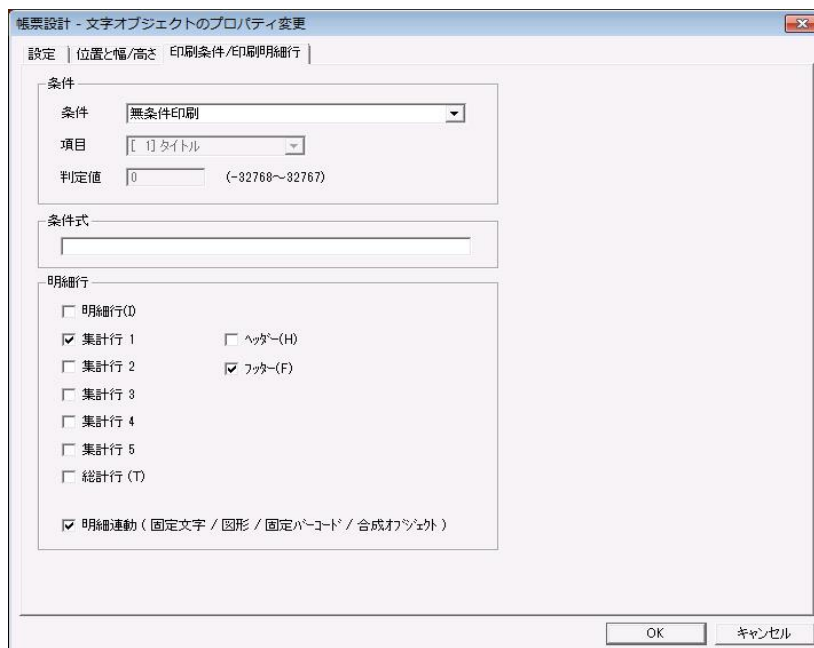 帳票設計 - 文字オブジェクトのプロパティ変更
設定 位置と幅/高さ 印刷条件/印刷明細行
条件
条件 無条件印刷
項目 [ 1] タイトル
判定値 0 (-32768～32767)
条件式
明細行
明細行(I)
集計行 1 ヘッダー(H)
集計行 2 フッター(F)
集計行 3
集計行 4
集計行 5
総計行 (T)
明細連動 ( 固定文字 / 図形 / 固定バーコード / 合成オブジェクト )
OK キャンセル